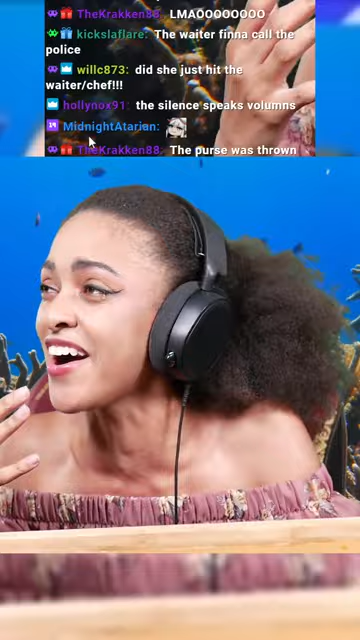 TheKrakken88: LMAOOOOOOOO
kickslaflare: The waiter finna call the
police
willc873: did she just hit the
waiter/chef!!!
hollynox91: the silence speaks volumns
19 MidnightAtarian:
TheKrakken88: The purse was thrown